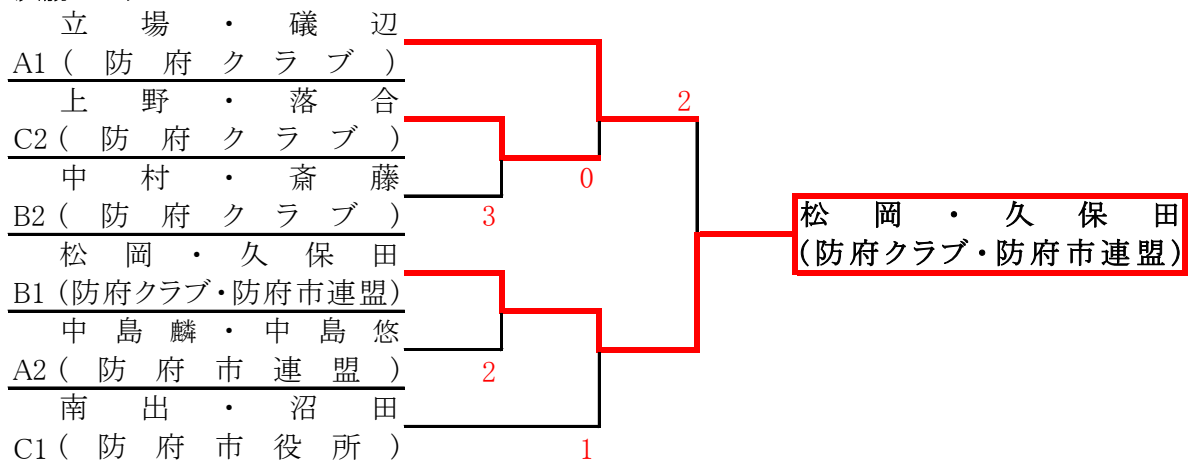 立場・礒辺
A1(防府クラブ)
上野・落合
C2(防府クラブ)
中村・斎藤
B2(防府クラブ)
松岡・久保田
B1(防府クラブ・防府市連盟)
中島麟・中島悠
A2(防府市連盟)
南出・沼田
C1(防府市役所)
2
0
3
2
1
松岡・久保田
(防府クラブ・防府市連盟)